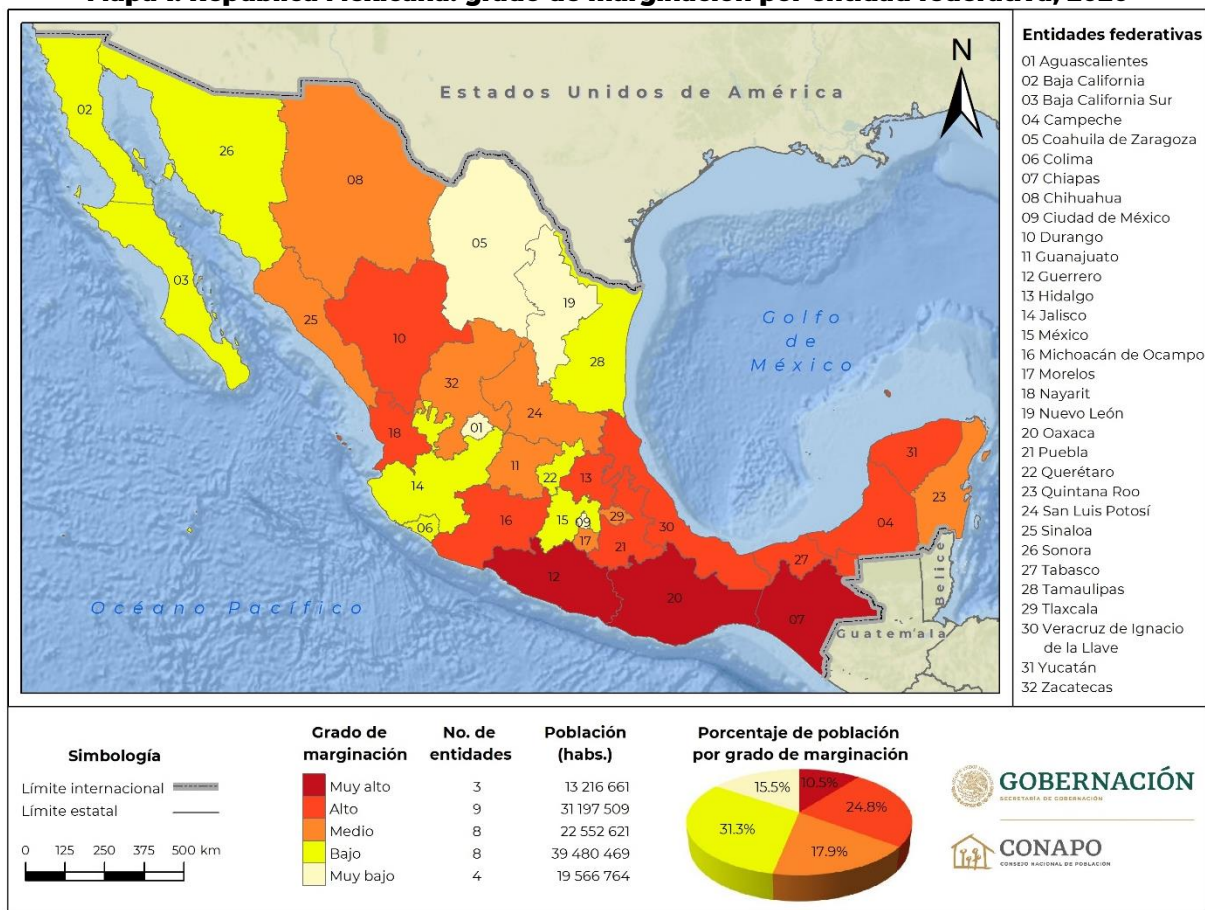 Mapa 1. República Mexicana: grado de marginación por entidad federativa, 2020
N
Estados Unidos de América
Golfo
de
México
Océano Pacífico
Guatemala
Belice
02
26
08
05
03
19
25
10
28
32
24
18
01
31
14
11
22
13
23
06
16
15
09
29
30
04
17
21
27
12
20
07
Entidades federativas
01 Aguascalientes
02 Baja California
03 Baja California Sur
04 Campeche
05 Coahuila de Zaragoza
06 Colima
07 Chiapas
08 Chihuahua
09 Ciudad de México
10 Durango
11 Guanajuato
12 Guerrero
13 Hidalgo
14 Jalisco
15 México
16 Michoacán de Ocampo
17 Morelos
18 Nayarit
19 Nuevo León
20 Oaxaca
21 Puebla
22 Querétaro
23 Quintana Roo
24 San Luis Potosí
25 Sinaloa
26 Sonora
27 Tabasco
28 Tamaulipas
29 Tlaxcala
30 Veracruz de Ignacio
de la Llave
31 Yucatán
32 Zacatecas
Simbología
Límite internacional
Límite estatal
0 125 250 375 500 km
Grado de marginación No. de entidades Población (habs.)
Muy alto 3 13 216 661
Alto 9 31 197 509
Medio 8 22 552 621
Bajo 8 39 480 469
Muy bajo 4 19 566 764
Porcentaje de población
por grado de marginación
15.5%
10.5%
24.8%
31.3%
17.9%
GOBERNACIÓN
SECRETARÍA DE GOBERNACIÓN
CONAPO
CONSEJO NACIONAL DE POBLACIÓN